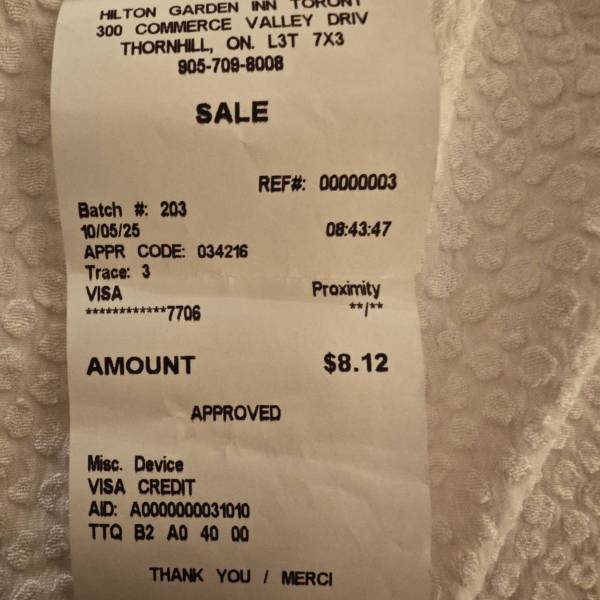 HILTON GARDEN INN TORONT
300 COMMERCE VALLEY DRIV
THORNHILL, ON. L3T 7X3
905-709-8008
SALE
REF#: 00000003
Batch #: 203
10/05/25 08:43:47
APPR CODE: 034216
Trace: 3
VISA Proximity
************7706 **/**
AMOUNT $8.12
APPROVED
Misc. Device
VISA CREDIT
AID: A0000000031010
TTQ B2 A0 40 00
THANK YOU / MERCI